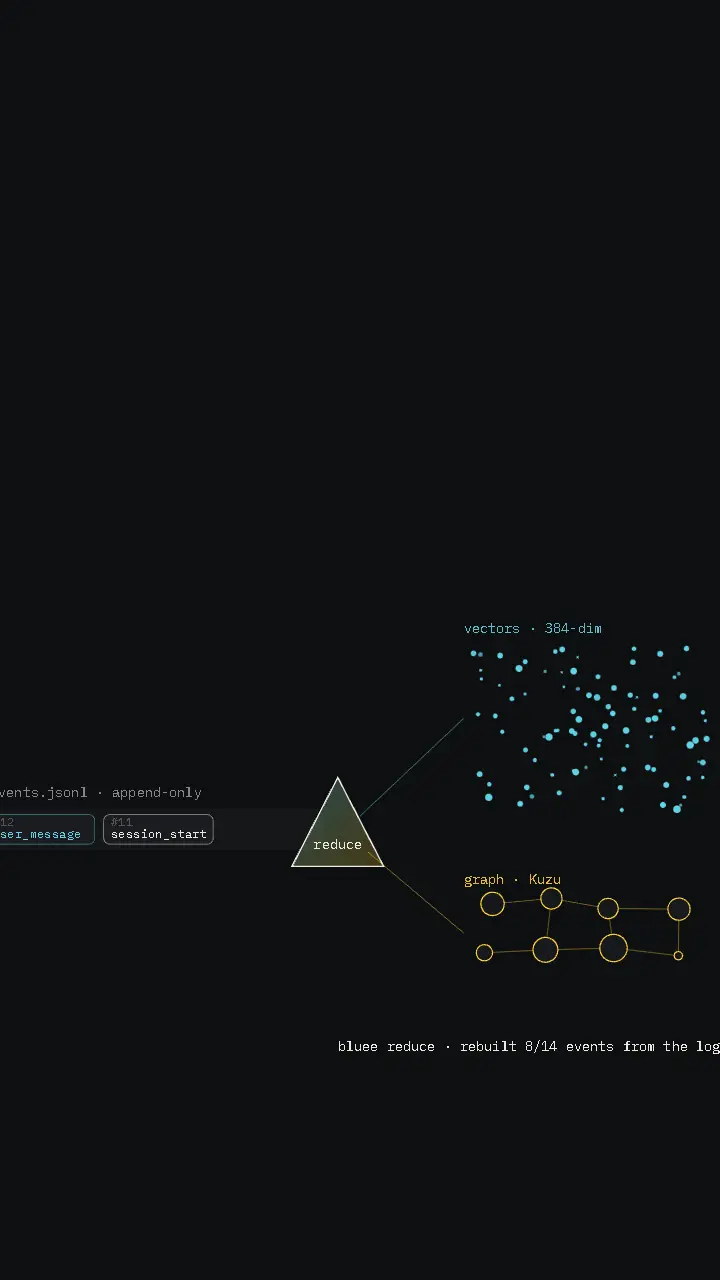 vectors · 384-dim
vents.jsonl · append-only
12
ser_message
#11
session_start
reduce
graph · Kuzu
bluee reduce · rebuilt 8/14 events from the log